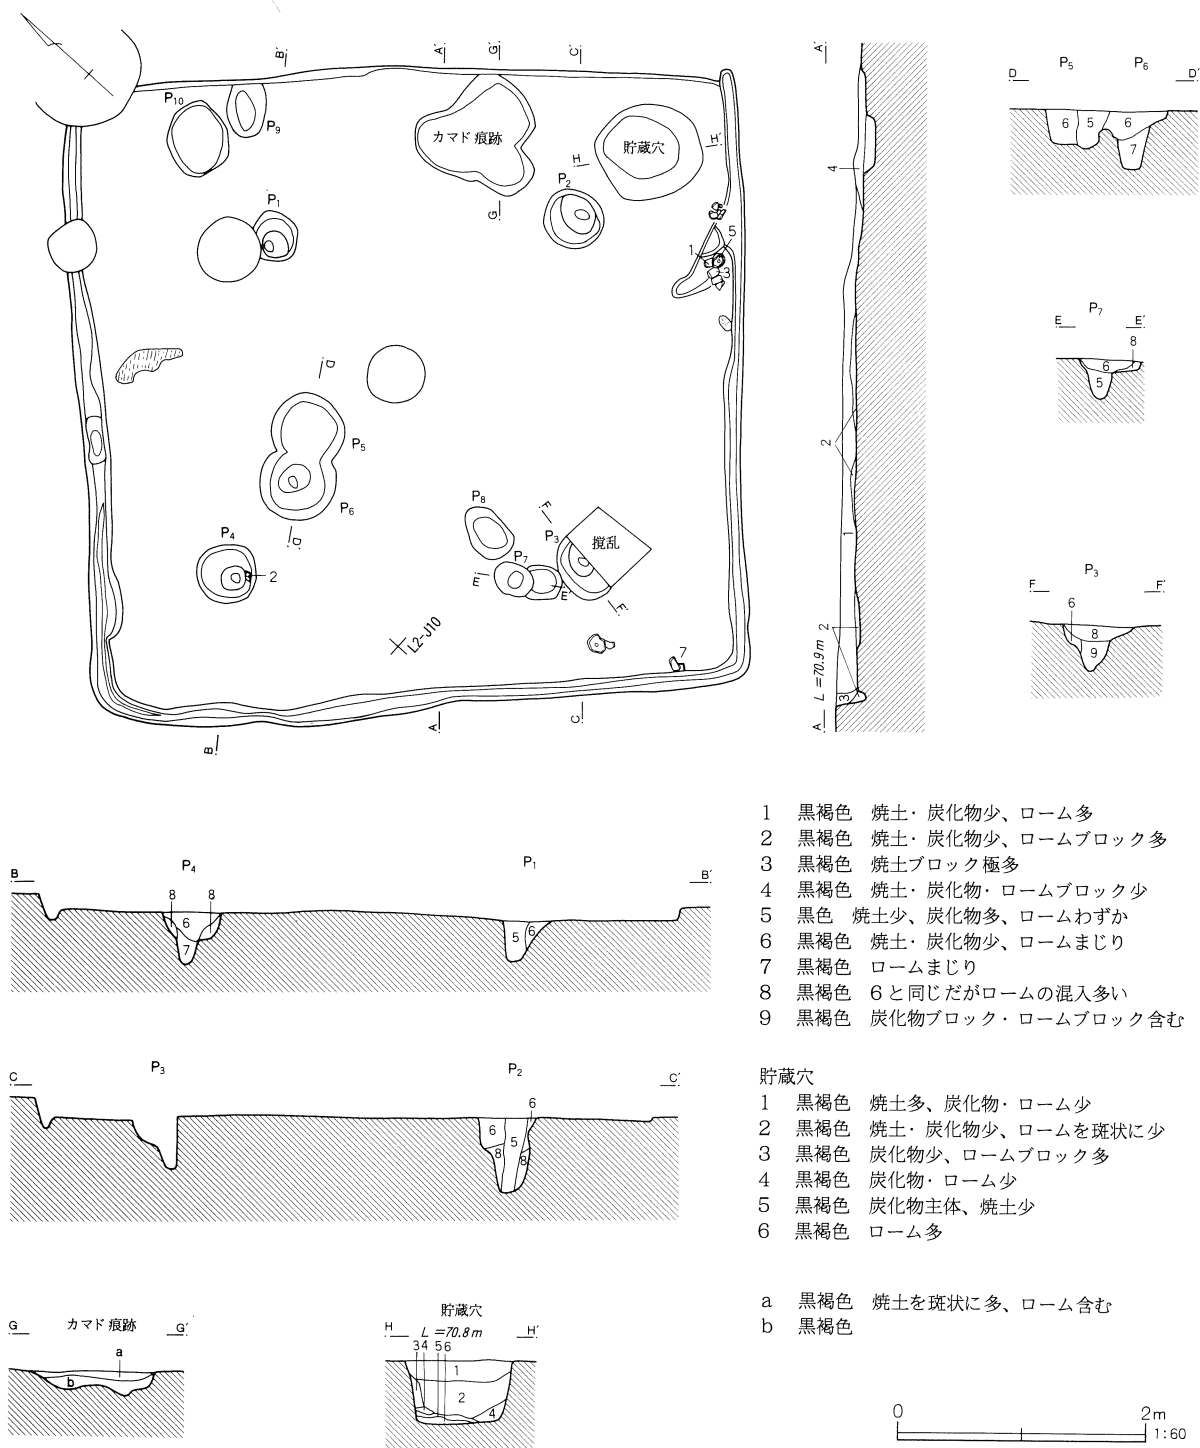 B'
A'
G'
C'
P10
P9
カマド痕跡
貯蔵穴
H'
H
P2
P1
G
5
1
3
D
P5
P6
P8
F
P3
攪乱
P4
P7
D'
2
E
E'
F'
L2-J10
7
B
A
C
A'
4
2
1
2
L=70.9m
3
A
D
P5
P6
D'
6
5
6
7
P7
E
E'
8
6
5
P3
F
F'
6
8
9
B
P4
P1
B'
8
8
6
7
5
6
C
P3
P2
C'
6
6
5
8
8
1 黒褐色 焼土・炭化物少、ローム多
2 黒褐色 焼土・炭化物少、ロームブロック多
3 黒褐色 焼土ブロック極多
4 黒褐色 焼土・炭化物・ロームブロック少
5 黒色 焼土少、炭化物多、ロームわずか
6 黒褐色 焼土・炭化物少、ロームまじり
7 黒褐色 ロームまじり
8 黒褐色 6と同じだがロームの混入多い
9 黒褐色 炭化物ブロック・ロームブロック含む
貯蔵穴
1 黒褐色 焼土多、炭化物・ローム少
2 黒褐色 焼土・炭化物少、ロームを斑状に少
3 黒褐色 炭化物少、ロームブロック多
4 黒褐色 炭化物・ローム少
5 黒褐色 炭化物主体、焼土少
6 黒褐色 ローム多
a 黒褐色 焼土を斑状に多、ローム含む
b 黒褐色
G
カマド痕跡
G'
a
b
貯蔵穴
H
L=70.8m
H'
3 4 5 6
1
2
4
0
2m
1:60